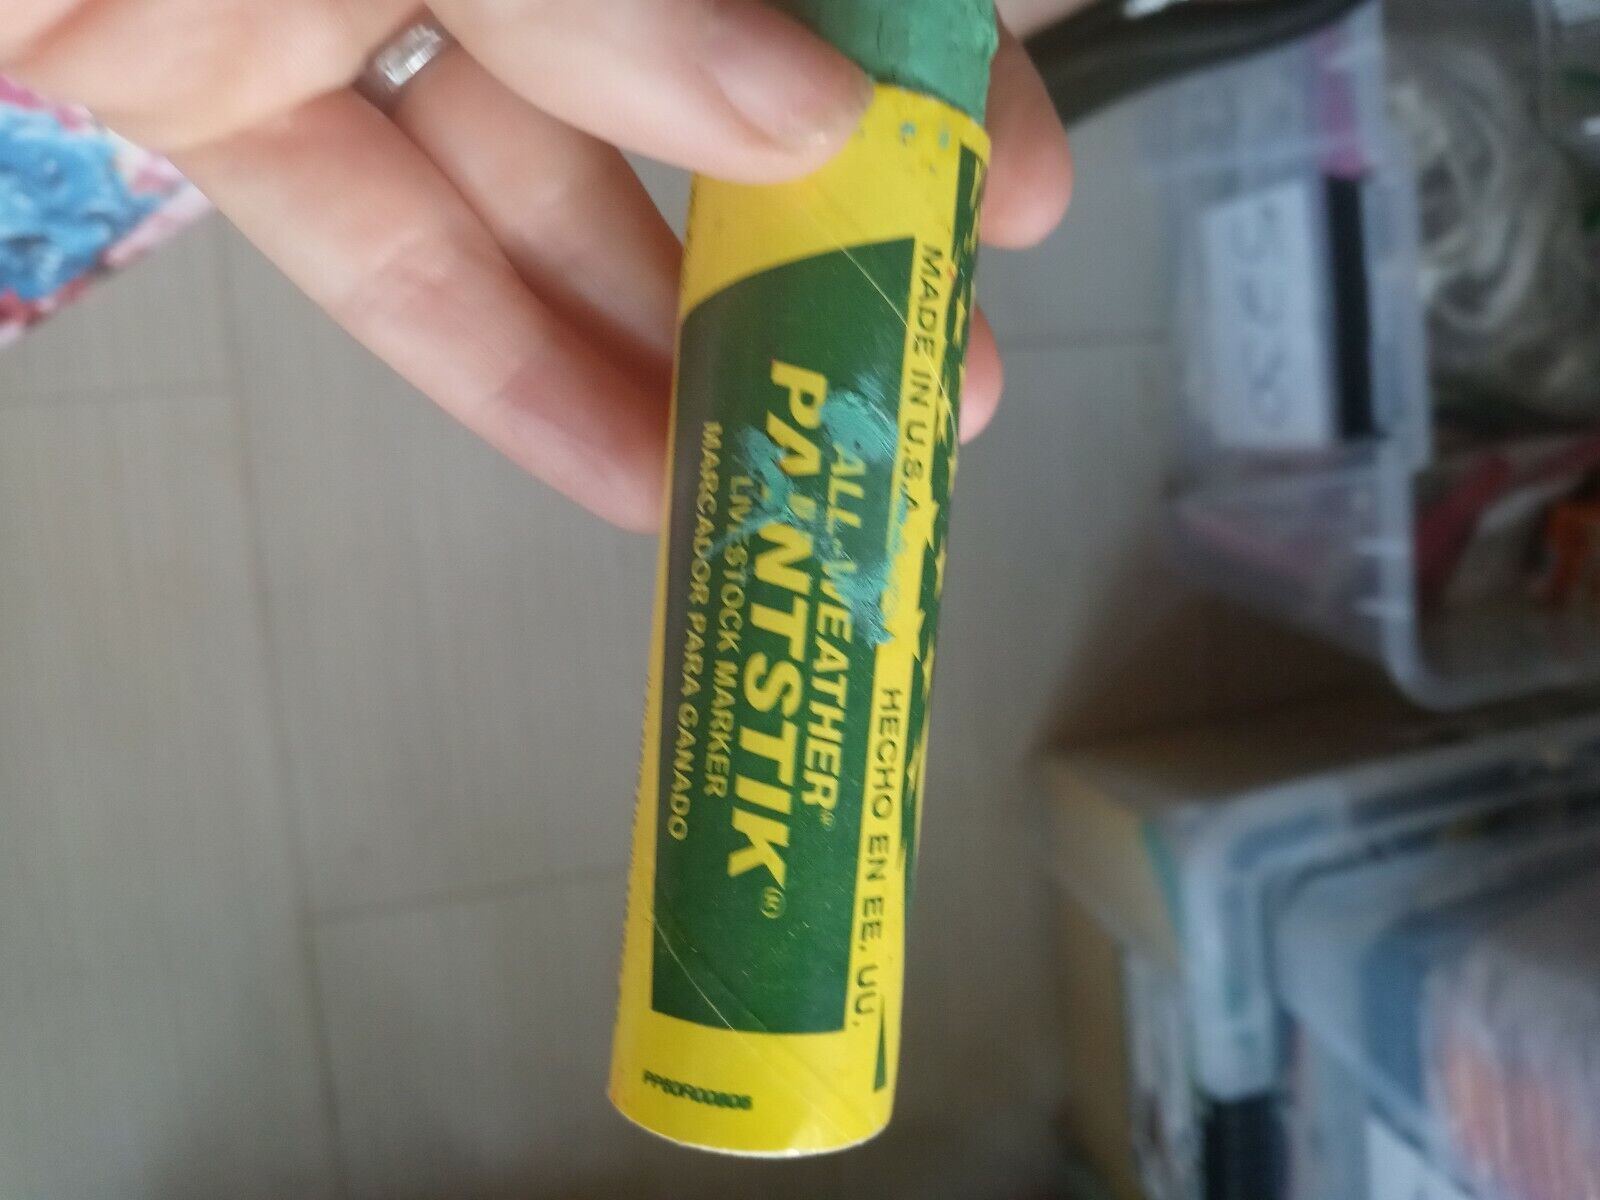 MADE IN U.S.A.
HECHO EN EE. UU.
ALL-WEATHER®
PAINTSTIK®
LIVESTOCK MARKER
MARCADOR PARA GANADO